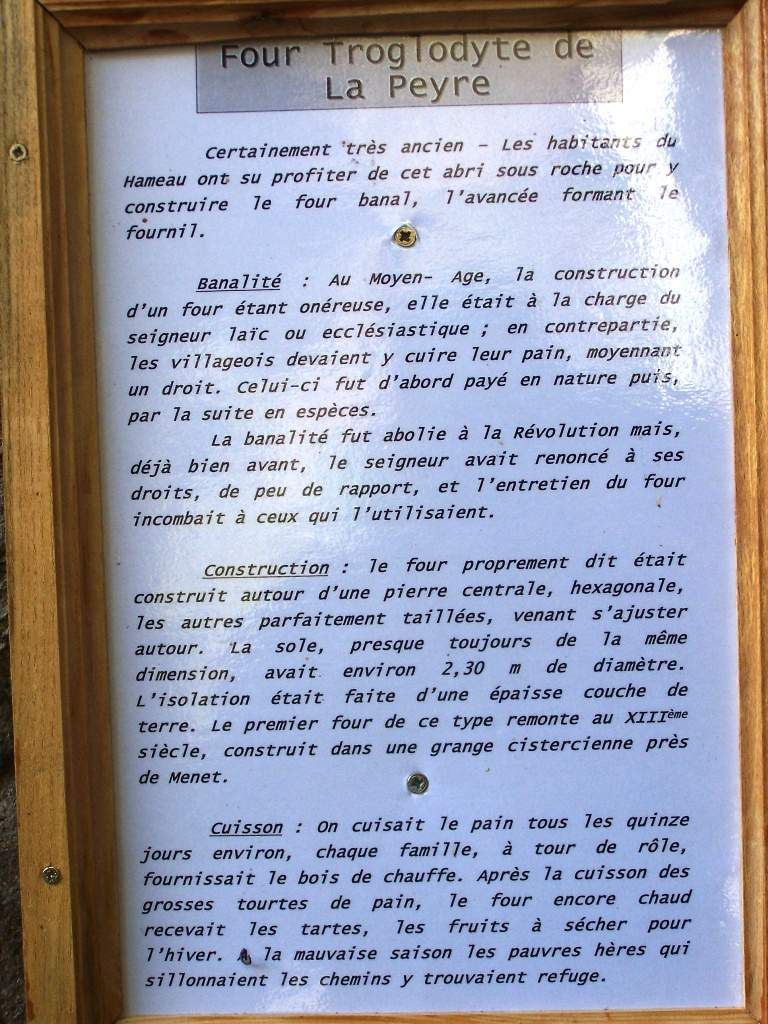 Four Troglodyte de
La Peyre
Certainement très ancien – Les habitants du
Hameau ont su profiter de cet abri sous roche pour y
construire le four banal, l'avancée formant le
fournil.
Banalité : Au Moyen- Age, la construction
d'un four étant onéreuse, elle était à la charge du
seigneur laïc ou ecclésiastique ; en contrepartie,
les villageois devaient y cuire leur pain, moyennant
un droit. Celui-ci fut d'abord payé en nature puis,
par la suite en espèces.
La banalité fut abolie à la Révolution mais,
déjà bien avant, le seigneur avait renoncé à ses
droits, de peu de rapport, et l'entretien du four
incombait à ceux qui l'utilisaient.
Construction : le four proprement dit était
construit autour d'une pierre centrale, hexagonale,
les autres parfaitement taillées, venant s'ajuster
autour. La sole, presque toujours de la même
dimension, avait environ 2,30 m de diamètre.
L'isolation était faite d'une épaisse couche de
terre. Le premier four de ce type remonte au XIIIème
siècle, construit dans une grange cistercienne près
de Menet.
Cuisson : On cuisait le pain tous les quinze
jours environ, chaque famille, à tour de rôle,
fournissait le bois de chauffe. Après la cuisson des
grosses tourtes de pain, le four encore chaud
recevait les tartes, les fruits à sécher pour
l'hiver. A la mauvaise saison les pauvres hères qui
sillonnaient les chemins y trouvaient refuge.